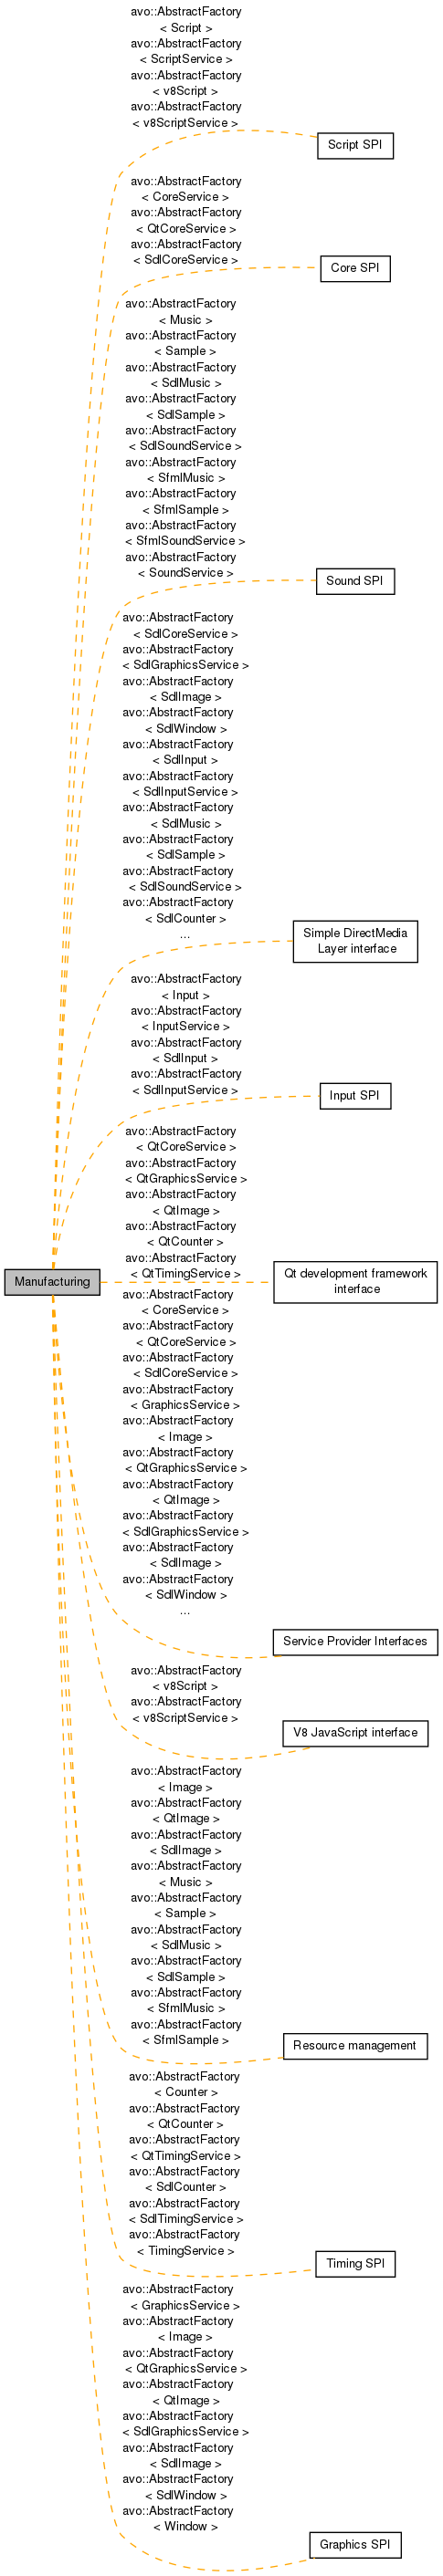 avo::AbstractFactory
< Script >
avo::AbstractFactory
< ScriptService >
avo::AbstractFactory
< v8Script >
avo::AbstractFactory
< v8ScriptService >
Script SPI
avo::AbstractFactory
< CoreService >
avo::AbstractFactory
< QtCoreService >
avo::AbstractFactory
< SdlCoreService >
Core SPI
avo::AbstractFactory
< Music >
avo::AbstractFactory
< Sample >
avo::AbstractFactory
< SdlMusic >
avo::AbstractFactory
< SdlSample >
avo::AbstractFactory
< SdlSoundService >
avo::AbstractFactory
< SfmlMusic >
avo::AbstractFactory
< SfmlSample >
avo::AbstractFactory
< SfmlSoundService >
avo::AbstractFactory
< SoundService >
Sound SPI
avo::AbstractFactory
< SdlCoreService >
avo::AbstractFactory
< SdlGraphicsService >
avo::AbstractFactory
< SdlImage >
avo::AbstractFactory
< SdlWindow >
avo::AbstractFactory
< SdlInput >
avo::AbstractFactory
< SdlInputService >
avo::AbstractFactory
< SdlMusic >
avo::AbstractFactory
< SdlSample >
avo::AbstractFactory
< SdlSoundService >
avo::AbstractFactory
< SdlCounter >
...
Simple DirectMedia
Layer interface
avo::AbstractFactory
< Input >
avo::AbstractFactory
< InputService >
avo::AbstractFactory
< SdlInput >
avo::AbstractFactory
< SdlInputService >
Input SPI
avo::AbstractFactory
< QtCoreService >
avo::AbstractFactory
< QtGraphicsService >
avo::AbstractFactory
< QtImage >
avo::AbstractFactory
< QtCounter >
avo::AbstractFactory
< QtTimingService >
Manufacturing
Qt development framework
interface
avo::AbstractFactory
< CoreService >
avo::AbstractFactory
< QtCoreService >
avo::AbstractFactory
< SdlCoreService >
avo::AbstractFactory
< GraphicsService >
avo::AbstractFactory
< Image >
avo::AbstractFactory
< QtGraphicsService >
avo::AbstractFactory
< QtImage >
avo::AbstractFactory
< SdlGraphicsService >
avo::AbstractFactory
< SdlImage >
avo::AbstractFactory
< SdlWindow >
...
Service Provider Interfaces
avo::AbstractFactory
< v8Script >
avo::AbstractFactory
< v8ScriptService >
V8 JavaScript interface
avo::AbstractFactory
< Image >
avo::AbstractFactory
< QtImage >
avo::AbstractFactory
< SdlImage >
avo::AbstractFactory
< Music >
avo::AbstractFactory
< Sample >
avo::AbstractFactory
< SdlMusic >
avo::AbstractFactory
< SdlSample >
avo::AbstractFactory
< SfmlMusic >
avo::AbstractFactory
< SfmlSample >
Resource management
avo::AbstractFactory
< Counter >
avo::AbstractFactory
< QtCounter >
avo::AbstractFactory
< QtTimingService >
avo::AbstractFactory
< SdlCounter >
avo::AbstractFactory
< SdlTimingService >
avo::AbstractFactory
< TimingService >
Timing SPI
avo::AbstractFactory
< GraphicsService >
avo::AbstractFactory
< Image >
avo::AbstractFactory
< QtGraphicsService >
avo::AbstractFactory
< QtImage >
avo::AbstractFactory
< SdlGraphicsService >
avo::AbstractFactory
< SdlImage >
avo::AbstractFactory
< SdlWindow >
avo::AbstractFactory
< Window >
Graphics SPI